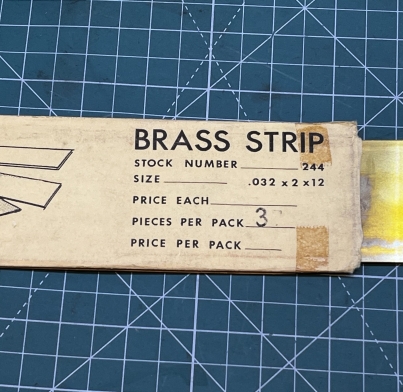 BRASS STRIP
STOCK NUMBER 244
SIZE .032 x 2 x 12
PRICE EACH
PIECES PER PACK 3
PRICE PER PACK